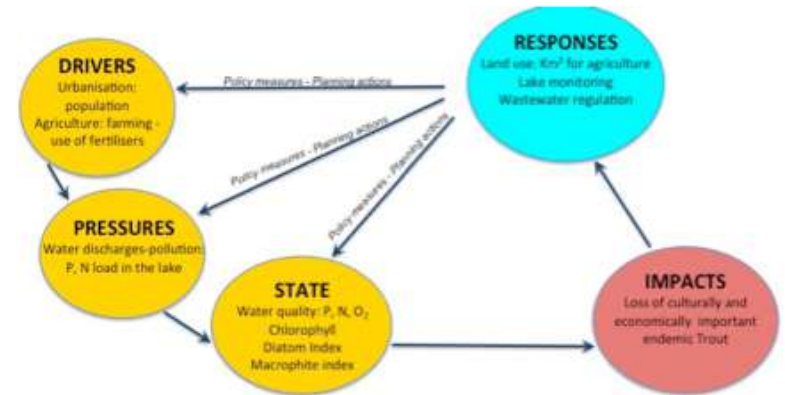 RESPONSES
Land use: Km² for agriculture
Lake monitoring
Wastewater regulation
DRIVERS
Urbanisation:
population
Agriculture: farming -
use of fertilisers
Policy measures - Planning actions
Policy measures - Planning actions
Policy measures - Planning actions
PRESSURES
Water discharges-pollution:
P, N load in the lake
STATE
Water quality: P, N, O₂
Chlorophyll
Diatom Index
Macrophite index
IMPACTS
Loss of culturally and
economically important
endemic Trout